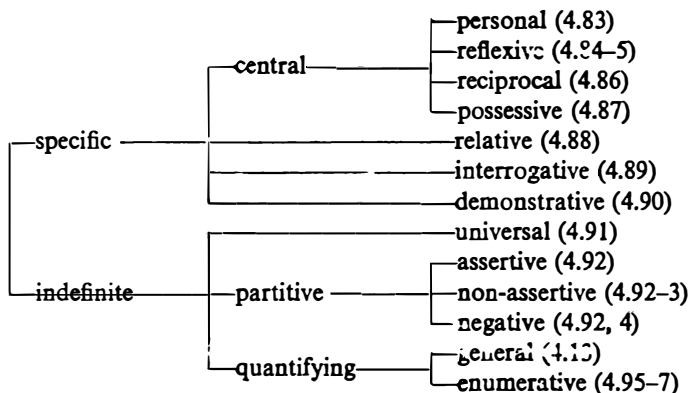 personal (4.83)
reflexive (4.84–5)
central
reciprocal (4.86)
possessive (4.87)
specific relative (4.88)
interrogative (4.89)
demonstrative (4.90)
universal (4.91)
assertive (4.92)
indefinite partitive non-assertive (4.92–3)
negative (4.92, 4)
general
quantifying
enumerative (4.95–7)